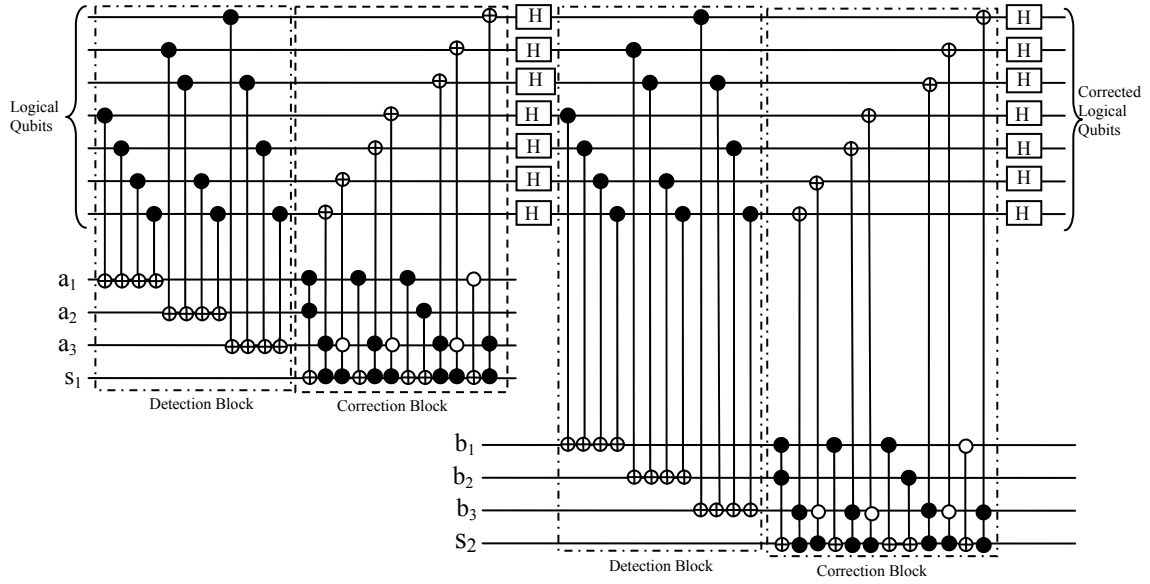 H H
H H
H H
Logical
Qubits
H H
Corrected
Logical
Qubits
H H
H H
H H
a1
a2
a3
s1
Detection Block
Correction Block
b1
b2
b3
s2
Detection Block
Correction Block